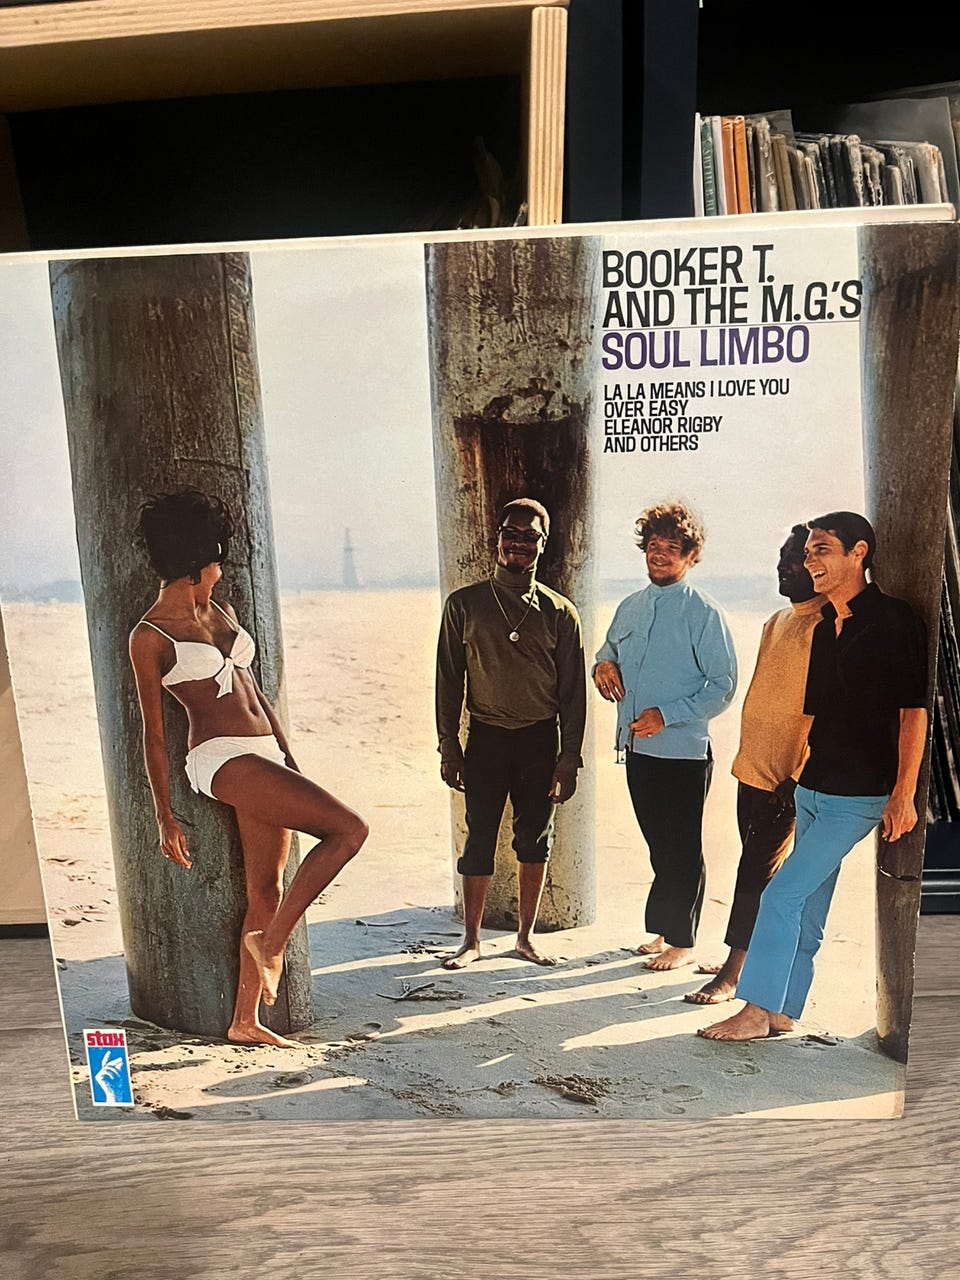 BOOKER T.
AND THE M.G.'S
SOUL LIMBO
LA LA MEANS I LOVE YOU
OVER EASY
ELEANOR RIGBY
AND OTHERS
stax